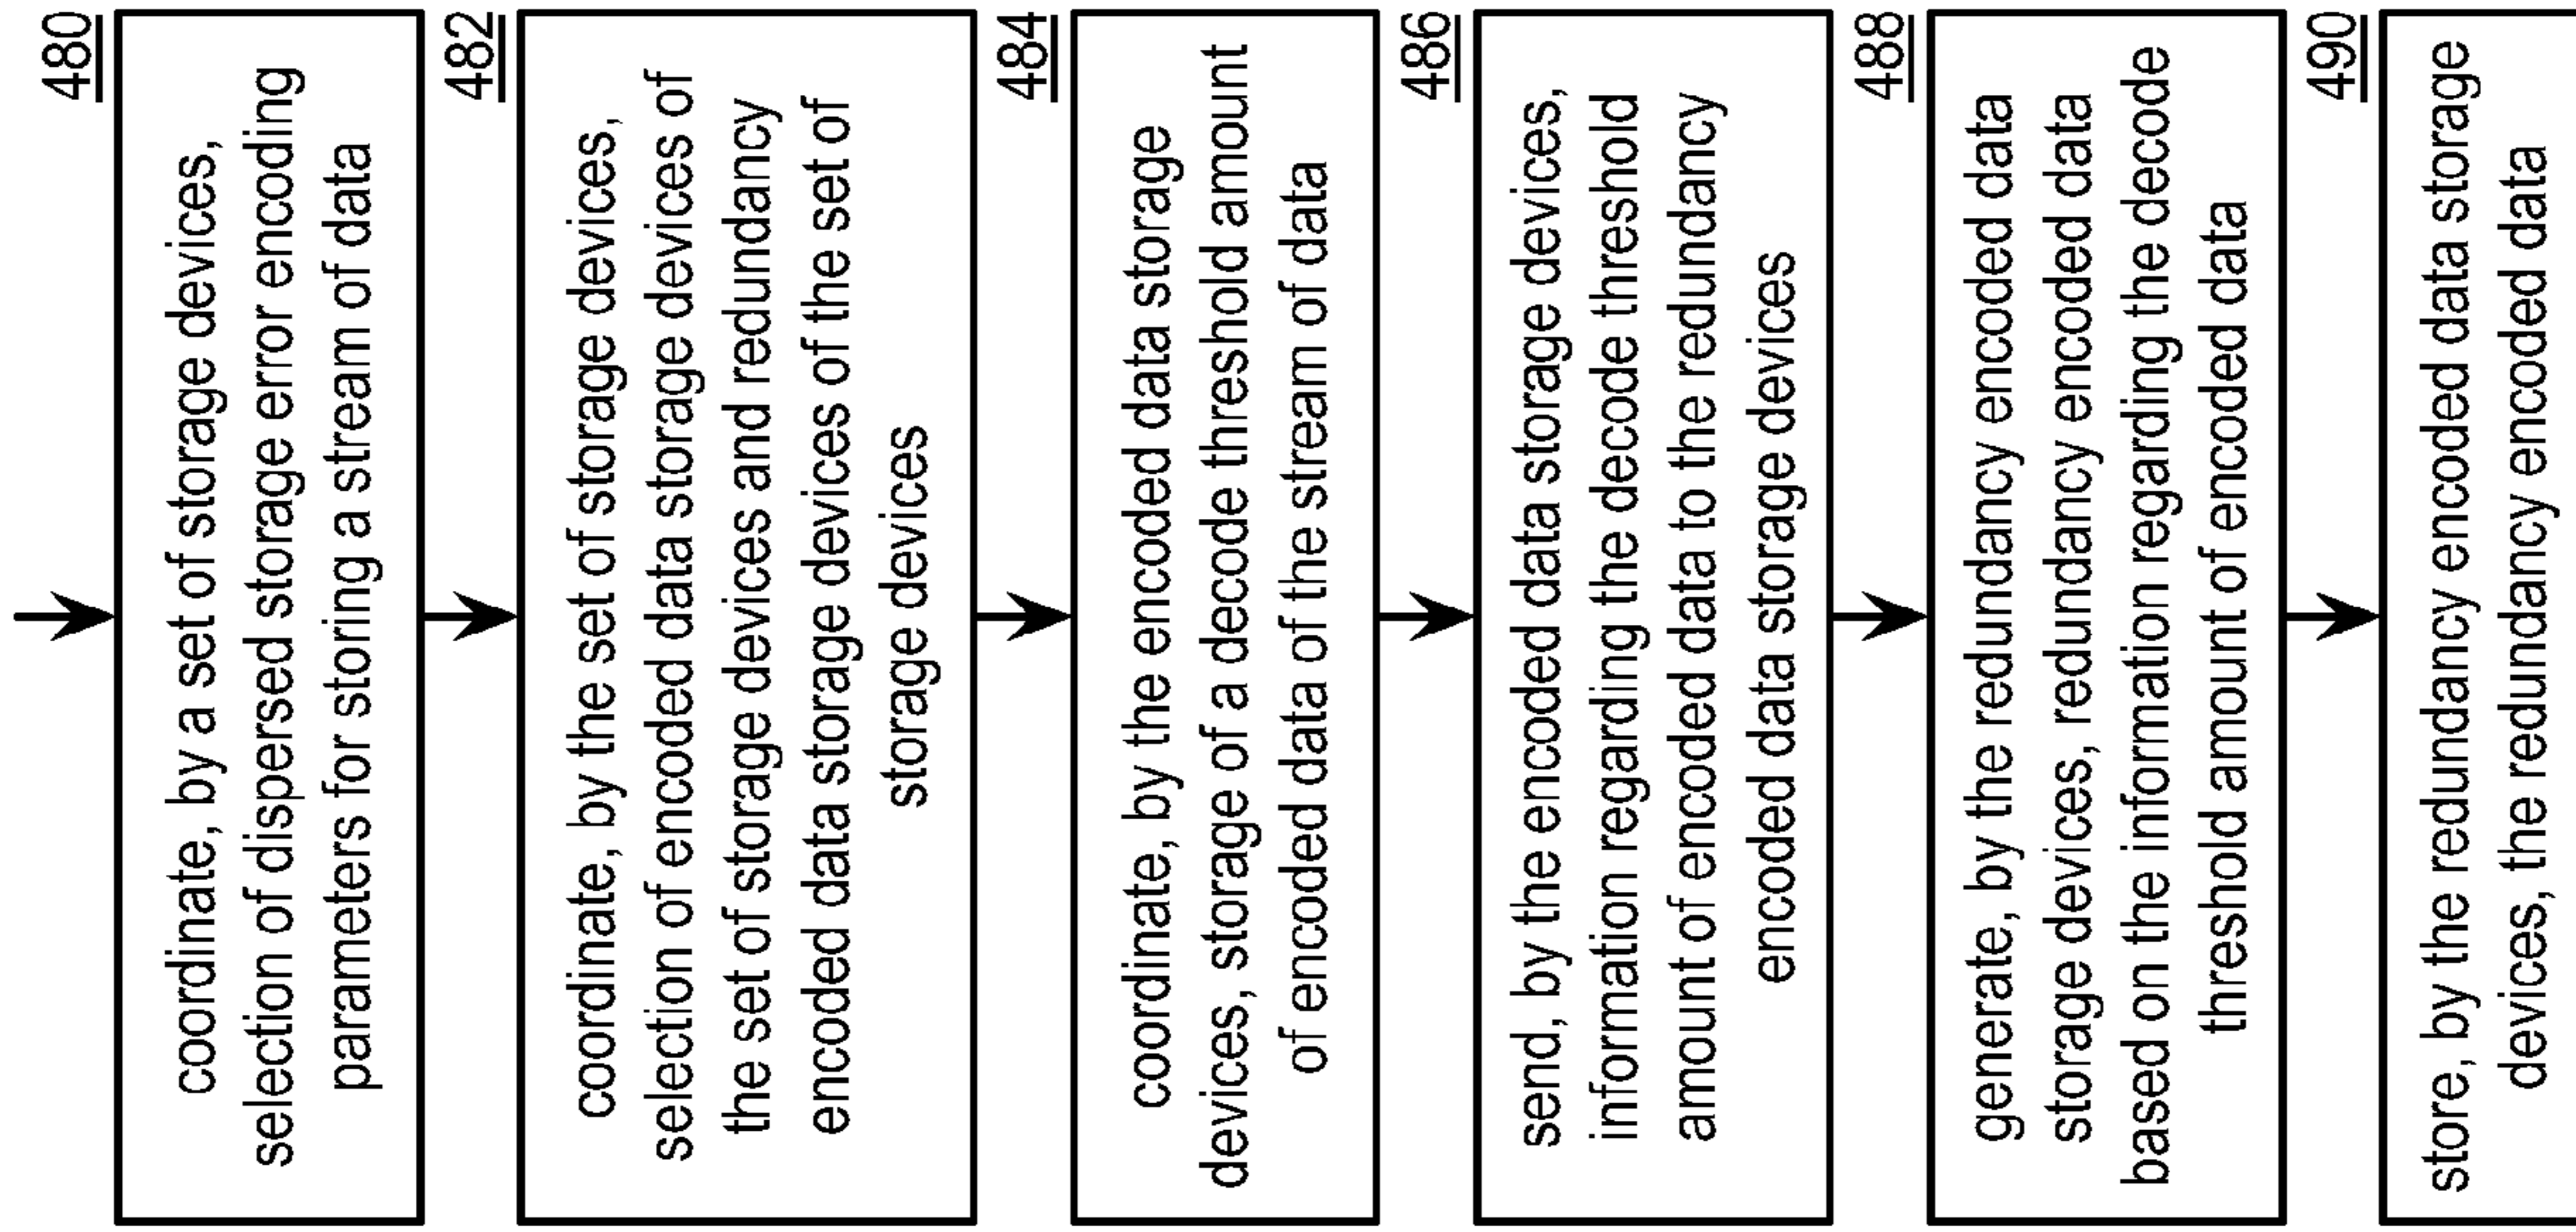 480
coordinate, by a set of storage devices,
selection of dispersed storage error encoding
parameters for storing a stream of data
482
coordinate, by the set of storage devices,
selection of encoded data storage devices of
the set of storage devices and redundancy
encoded data storage devices of the set of
storage devices
484
coordinate, by the encoded data storage
devices, storage of a decode threshold amount
of encoded data of the stream of data
486
send, by the encoded data storage devices,
information regarding the decode threshold
amount of encoded data to the redundancy
encoded data storage devices
488
generate, by the redundancy encoded data
storage devices, redundancy encoded data
based on the information regarding the decode
threshold amount of encoded data
490
store, by the redundancy encoded data storage
devices, the redundancy encoded data